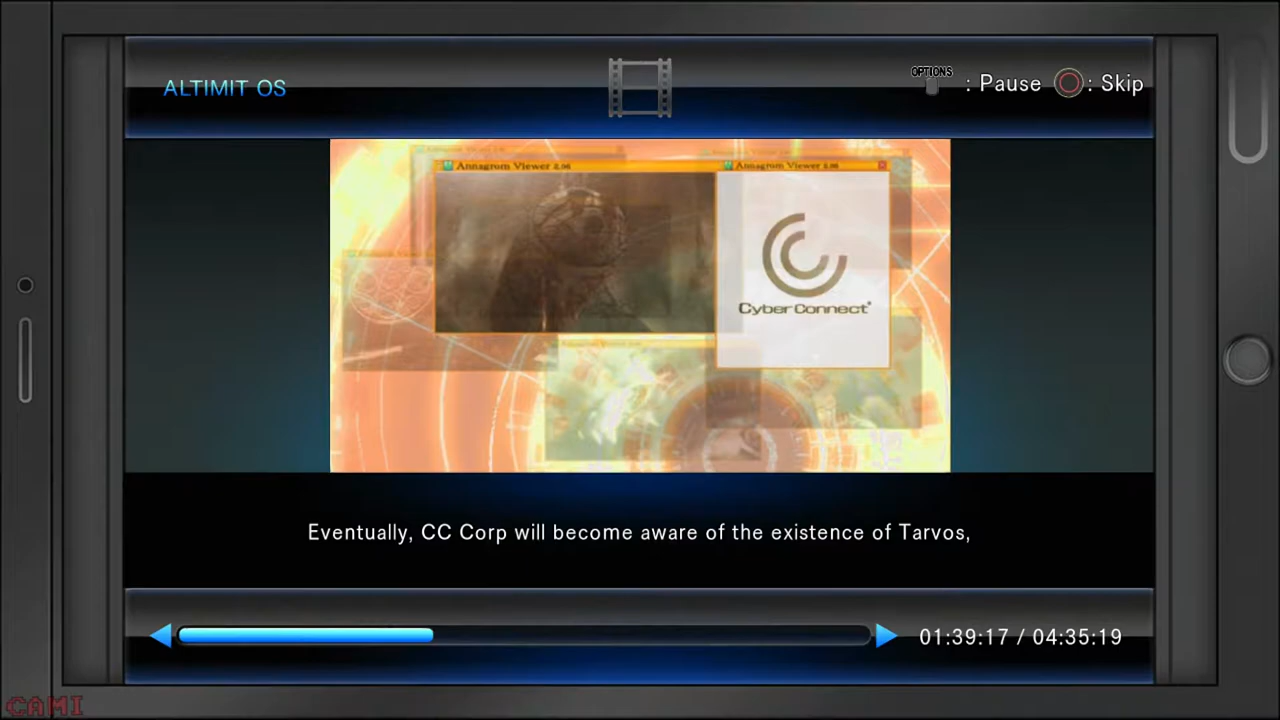 OPTIONS
ALTIMIT OS
: Pause
: Skip
Annagrom Viewer 2.06
Annagrom Viewer 2.06
CyberConnect
Eventually, CC Corp will become aware of the existence of Tarvos,
01:39:17 / 04:35:19
CAMI